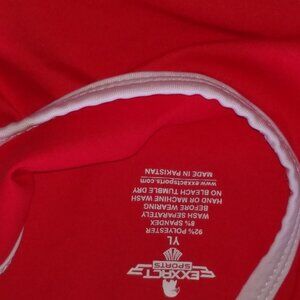 EXXACT
SPORTS
YL
92% POLYESTER
8% SPANDEX
WASH SEPARATELY
BEFORE WEARING
HAND OR MACHINE WASH
NO BLEACH TUMBLE DRY
www.exxactsports.com
MADE IN PAKISTAN